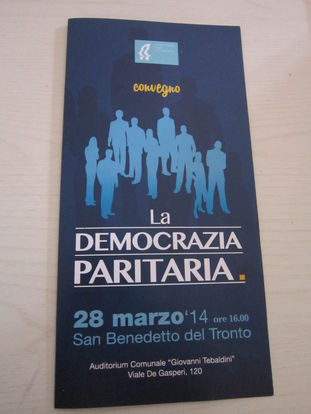 convegno
La
DEMOCRAZIA
PARITARIA.
28 marzo '14 ore 16.00
San Benedetto del Tronto
Auditorium Comunale "Giovanni Tebaldini"
Viale De Gasperi, 120